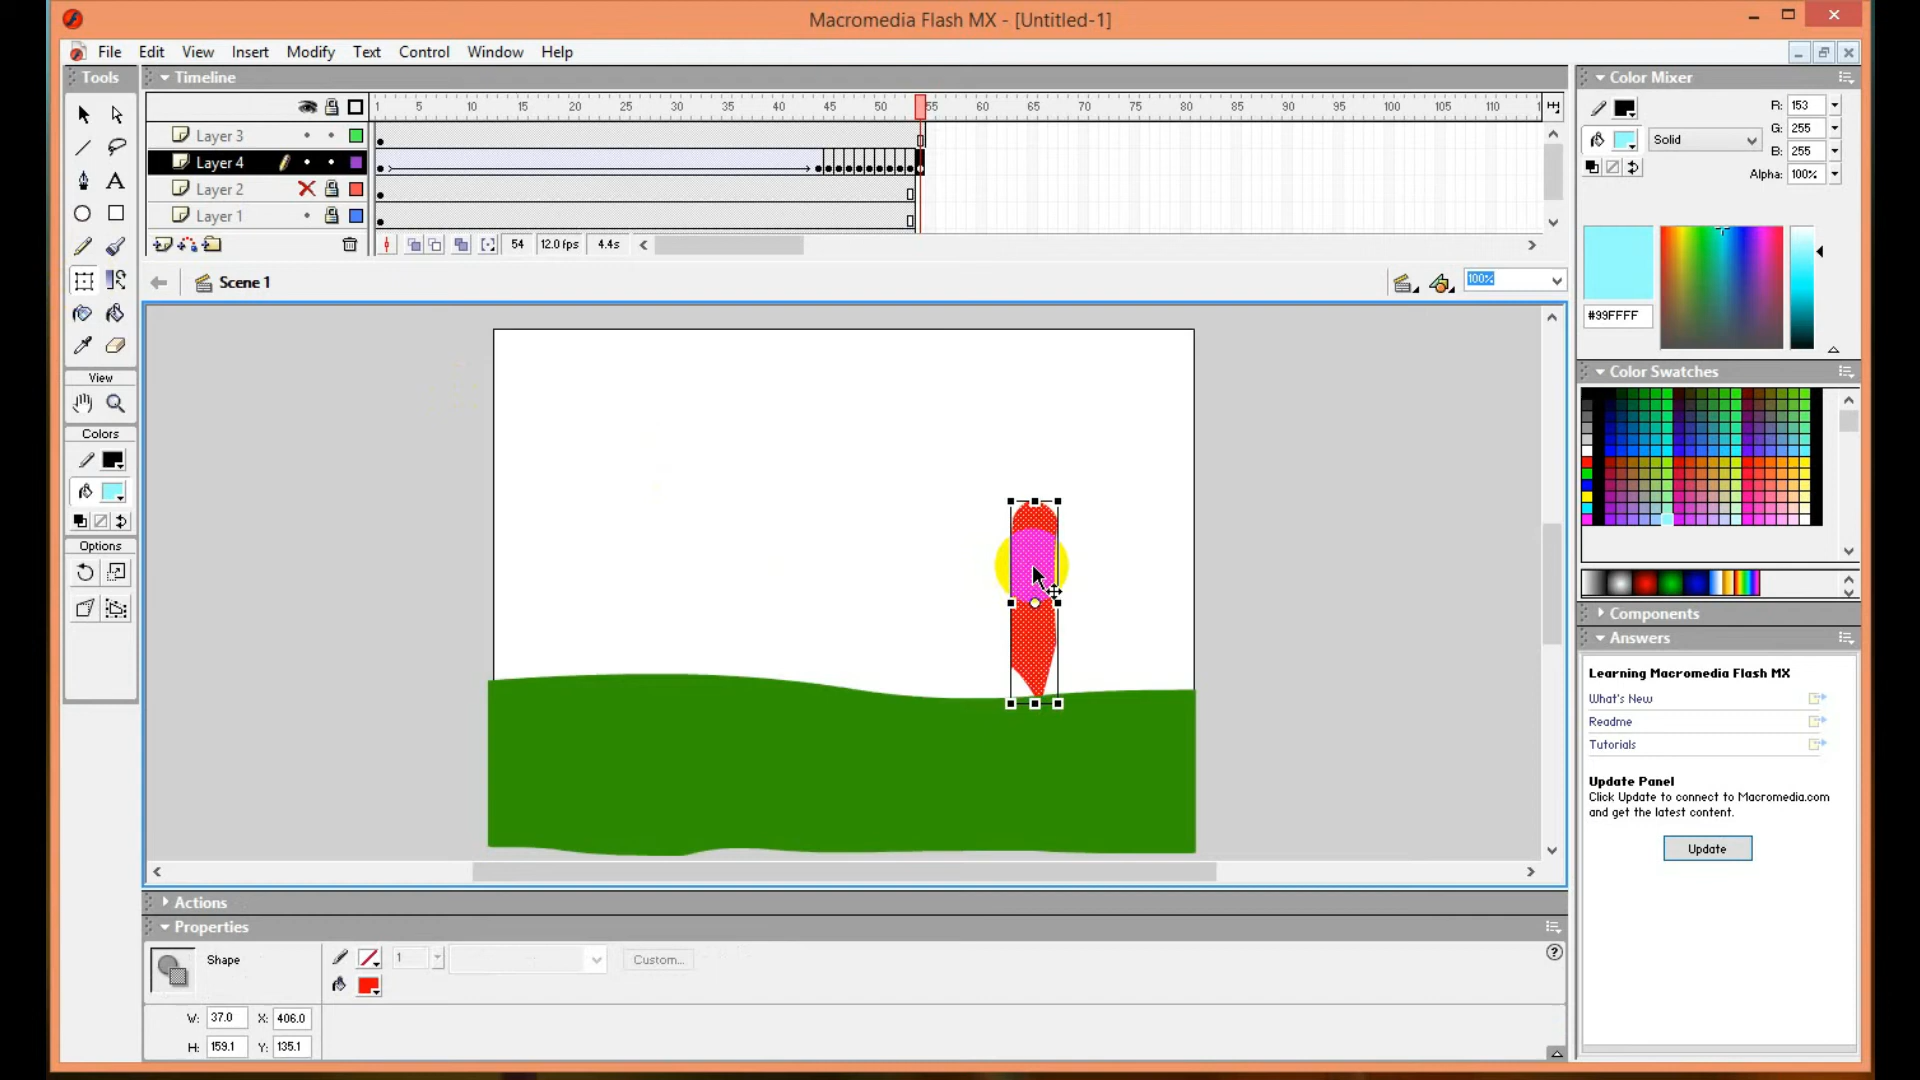 Macromedia Flash MX - [Untitled-1]
File Edit View Insert Modify Text Control Window Help
Tools
Timeline
Color Mixer
1 5 10 15 20 25 30 35 40 45 50 55 60 65 70 75 80 85 90 95 100 105 110
R: 153
G: 255
Solid
B: 255
Alpha: 100%
Layer 3
Layer 4
Layer 2
Layer 1
54 12.0 fps 4.4s
Scene 1
100%
#99FFFF
View
Colors
Options
Color Swatches
Components
Answers
Learning Macromedia Flash MX
What's New
Readme
Tutorials
Update Panel
Click Update to connect to Macromedia.com
and get the latest content.
Update
Actions
Properties
Shape
1
Custom...
W: 37.0 X: 406.0
H: 159.1 Y: 135.1